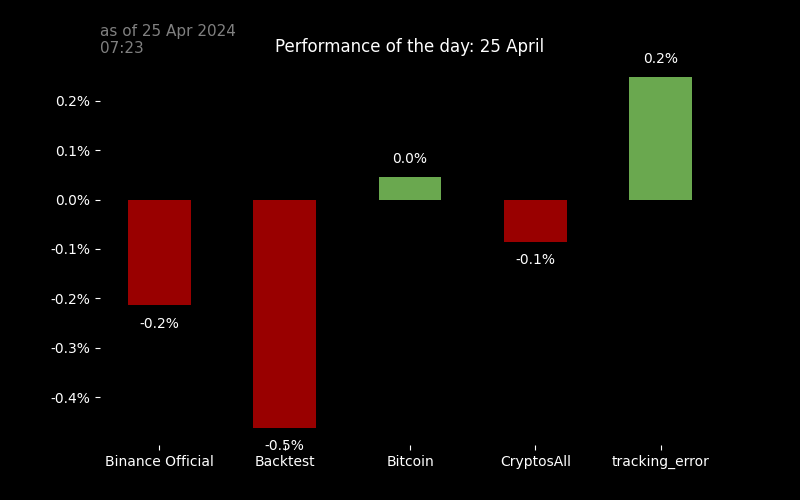 as of 25 Apr 2024
07:23
Performance of the day: 25 April
0.2%
0.2%
0.1%
0.0%
0.0%
-0.1%
-0.1%
-0.2%
-0.2%
-0.3%
-0.4%
-0.5%
Binance Official
Backtest
Bitcoin
CryptosAll
tracking_error